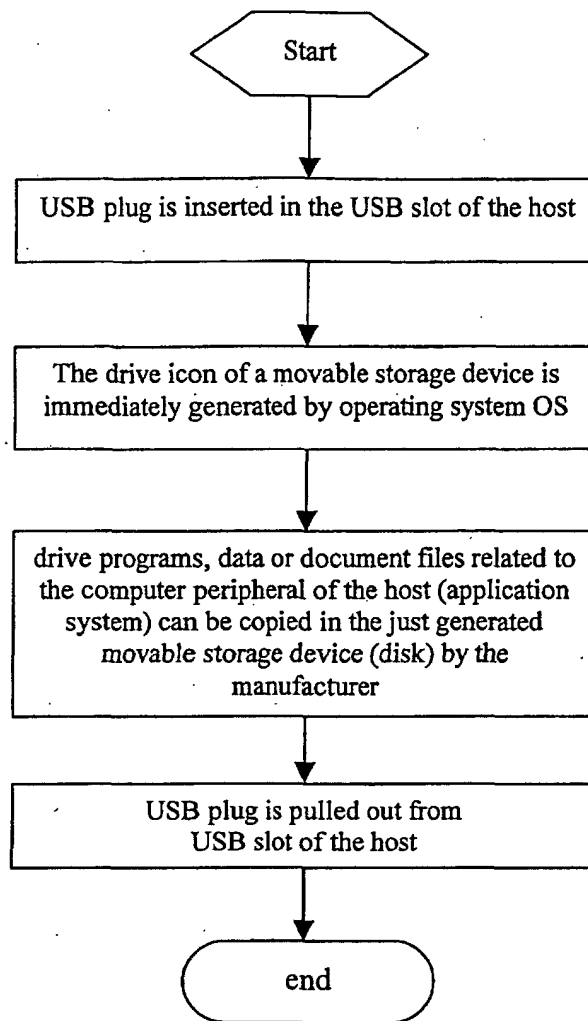 Start
USB plug is inserted in the USB slot of the host
The drive icon of a movable storage device is
immediately generated by operating system OS
drive programs, data or document files related to
the computer peripheral of the host (application
system) can be copied in the just generated
movable storage device (disk) by the
manufacturer
USB plug is pulled out from
USB slot of the host
end